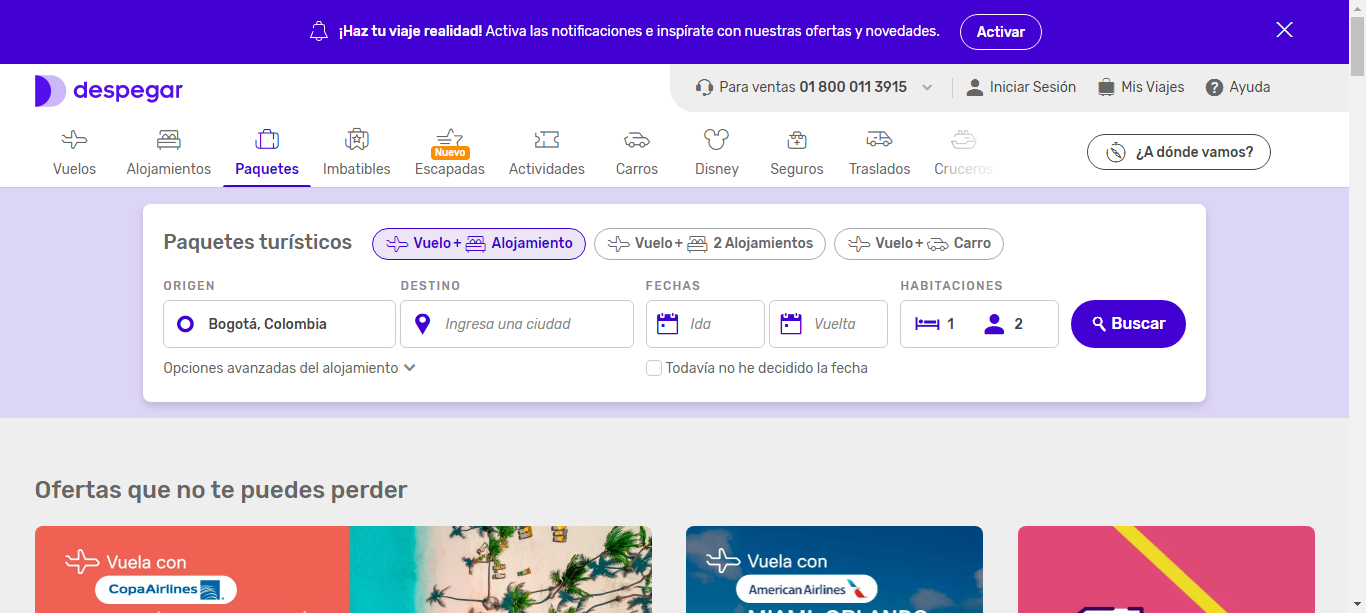 ¡Haz tu viaje realidad! Activa las notificaciones e inspírate con nuestras ofertas y novedades. Activar
despegar
Para ventas 01 800 011 3915 Iniciar Sesión Mis Viajes ? Ayuda
Nuevo
Vuelos Alojamientos Paquetes Imbatibles Escapadas Actividades Carros Disney Seguros Traslados Cruceros
¿A dónde vamos?
Paquetes turísticos Vuelo + Alojamiento Vuelo + 2 Alojamientos Vuelo + Carro
ORIGEN DESTINO FECHAS HABITACIONES
Bogotá, Colombia Ingresa una ciudad Ida Vuelta 1 2 Buscar
Opciones avanzadas del alojamiento Todavía no he decidido la fecha
Ofertas que no te puedes perder
Vuela con
CopaAirlines
Vuela con
American Airlines
MIAMI, ORLANDO